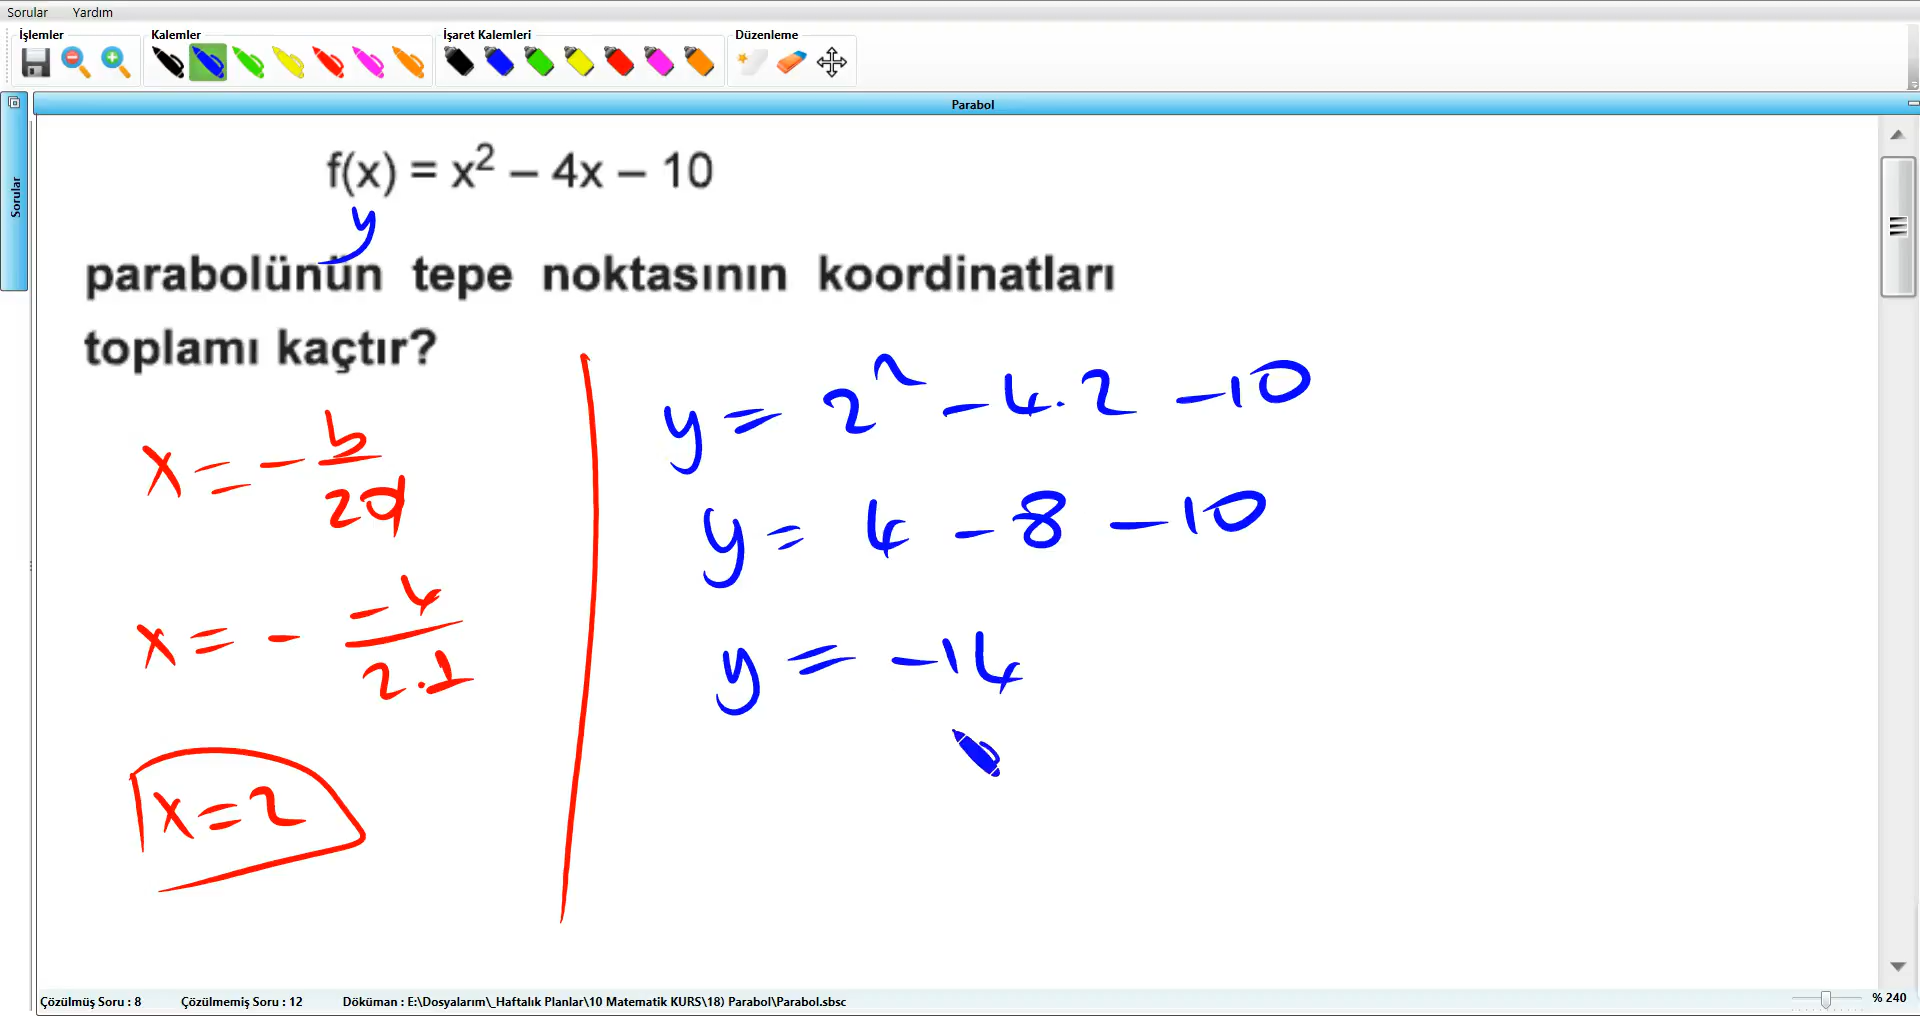 Sorular Yardım
İşlemler Kalemler İşaret Kalemleri Düzenleme
Parabol
Sorular
f(x) = x² – 4x – 10
y
parabolünün tepe noktasının koordinatları
toplamı kaçtır?
x = - b/2a
x = - -4/2.1
x = 2
y = 2² - 4.2 - 10
y = 4 - 8 - 10
y = -14
Çözülmüş Soru : 8 Çözülmemiş Soru : 12 Döküman : E:\Dosyalarım\_Haftalık Planlar\10 Matematik KURS\18) Parabol\Parabol.sbsc % 240